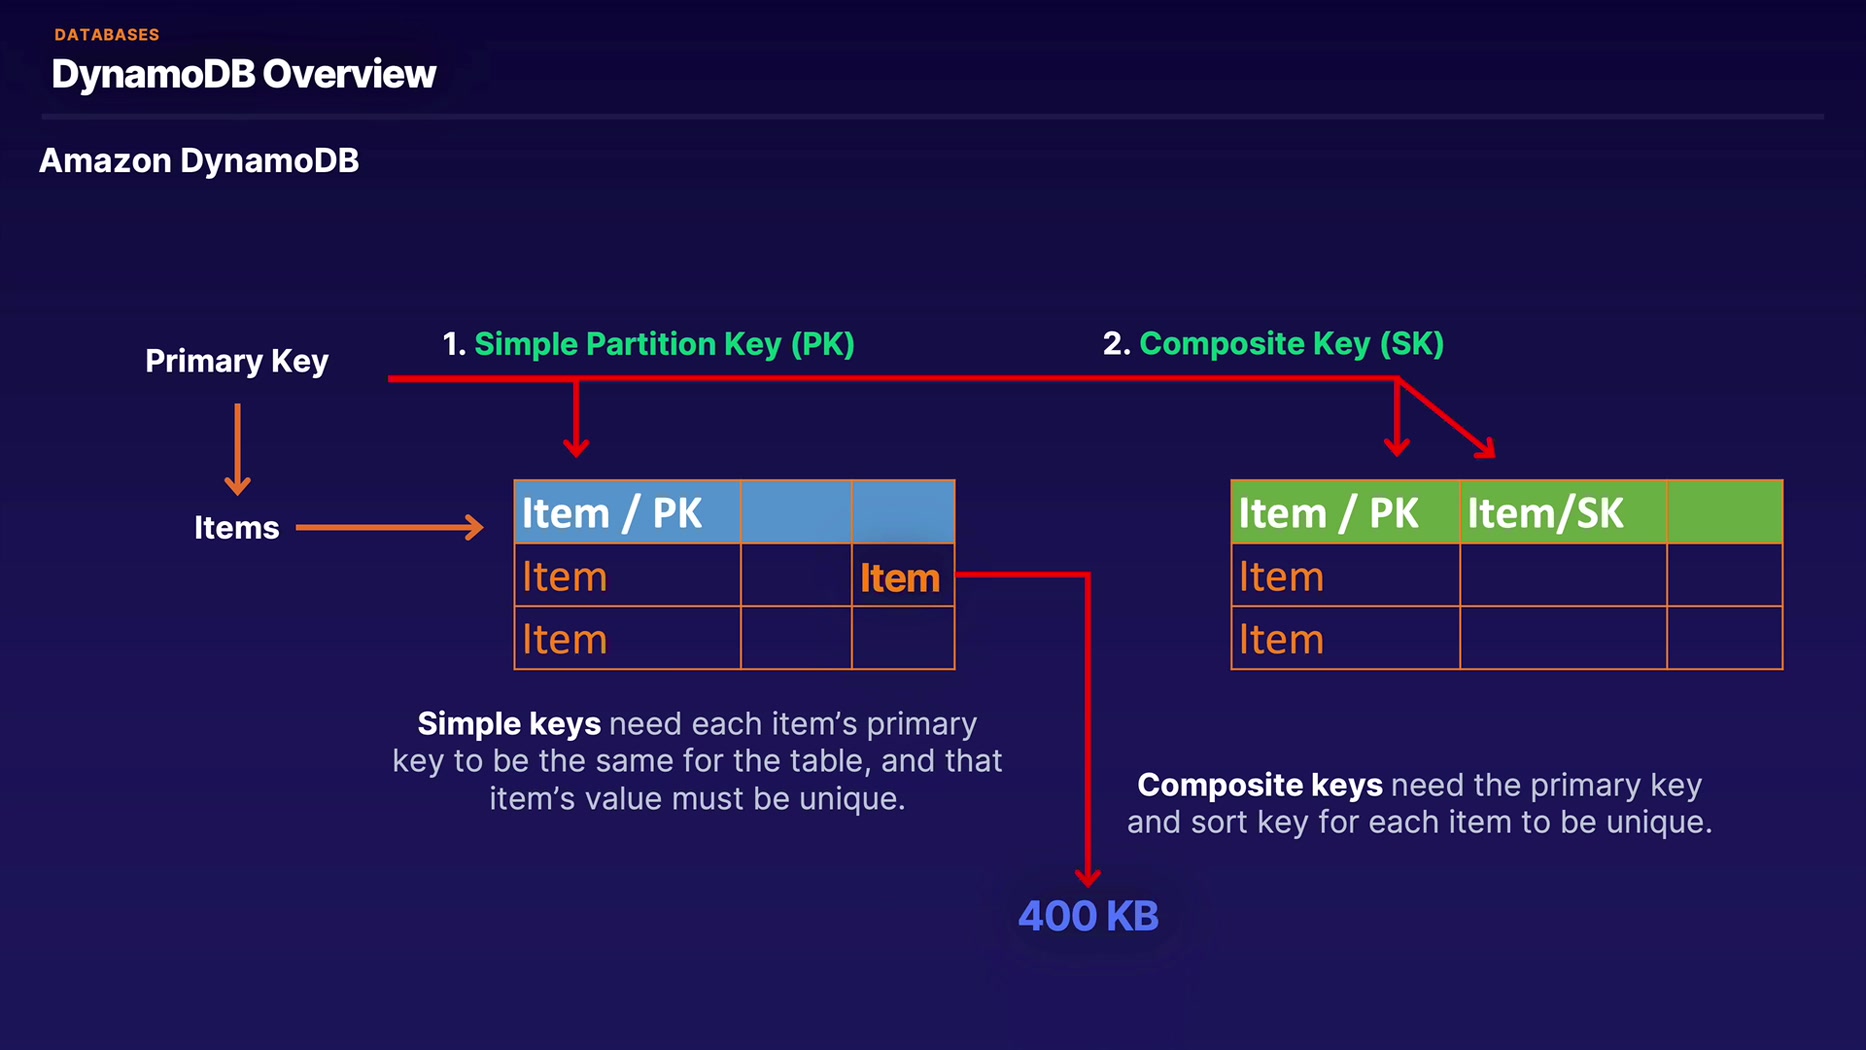 DATABASES
DynamoDB Overview
Amazon DynamoDB
Primary Key
1. Simple Partition Key (PK)
2. Composite Key (SK)
Items
Item / PK
Item
Item
Item
Item / PK Item/SK
Item
Item
Simple keys need each item’s primary
key to be the same for the table, and that
item’s value must be unique.
Composite keys need the primary key
and sort key for each item to be unique.
400 KB